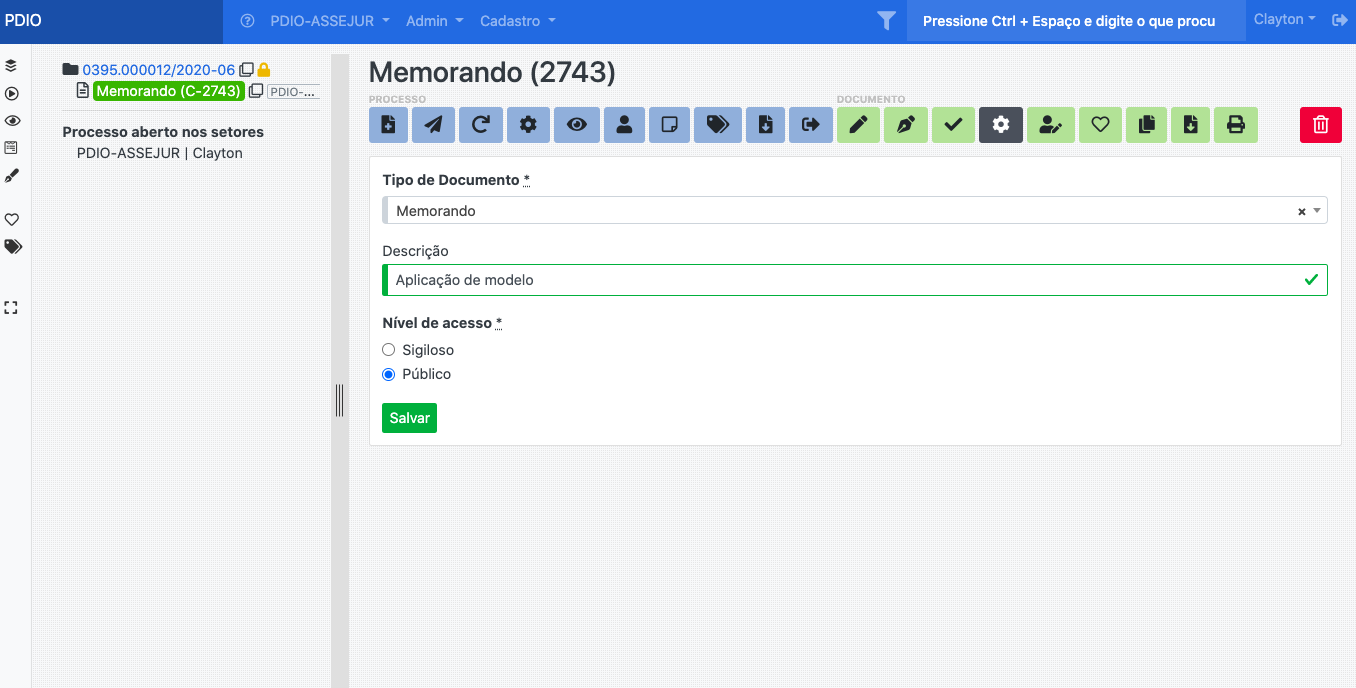 PDIO
PDIO-ASSEJUR
Admin
Cadastro
Pressione Ctrl + Espaço e digite o que procu
Clayton
0395.000012/2020-06
Memorando (C-2743)
PDIO-...
Processo aberto nos setores
PDIO-ASSEJUR | Clayton
Memorando (2743)
PROCESSO
DOCUMENTO
Tipo de Documento *
Memorando
Descrição
Aplicação de modelo
Nível de acesso *
Sigiloso
Público
Salvar